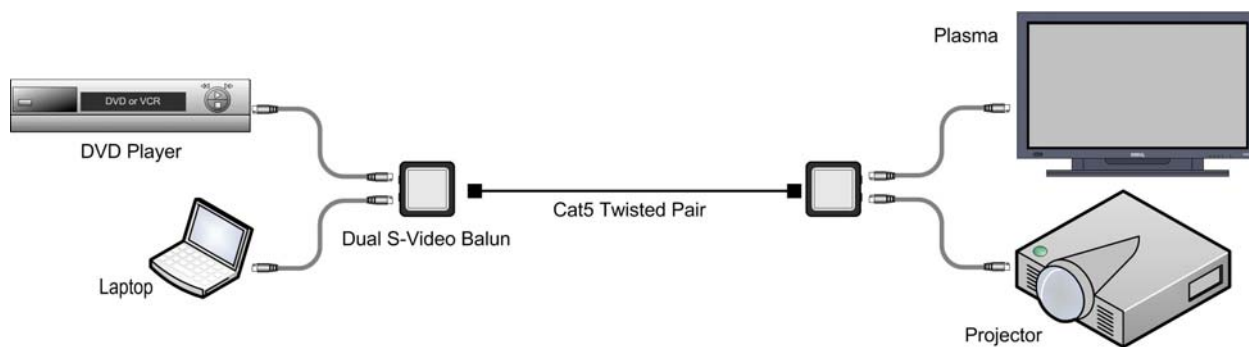 Plasma
DVD or VCR
DVD Player
Cat5 Twisted Pair
Dual S-Video Balun
Laptop
Projector